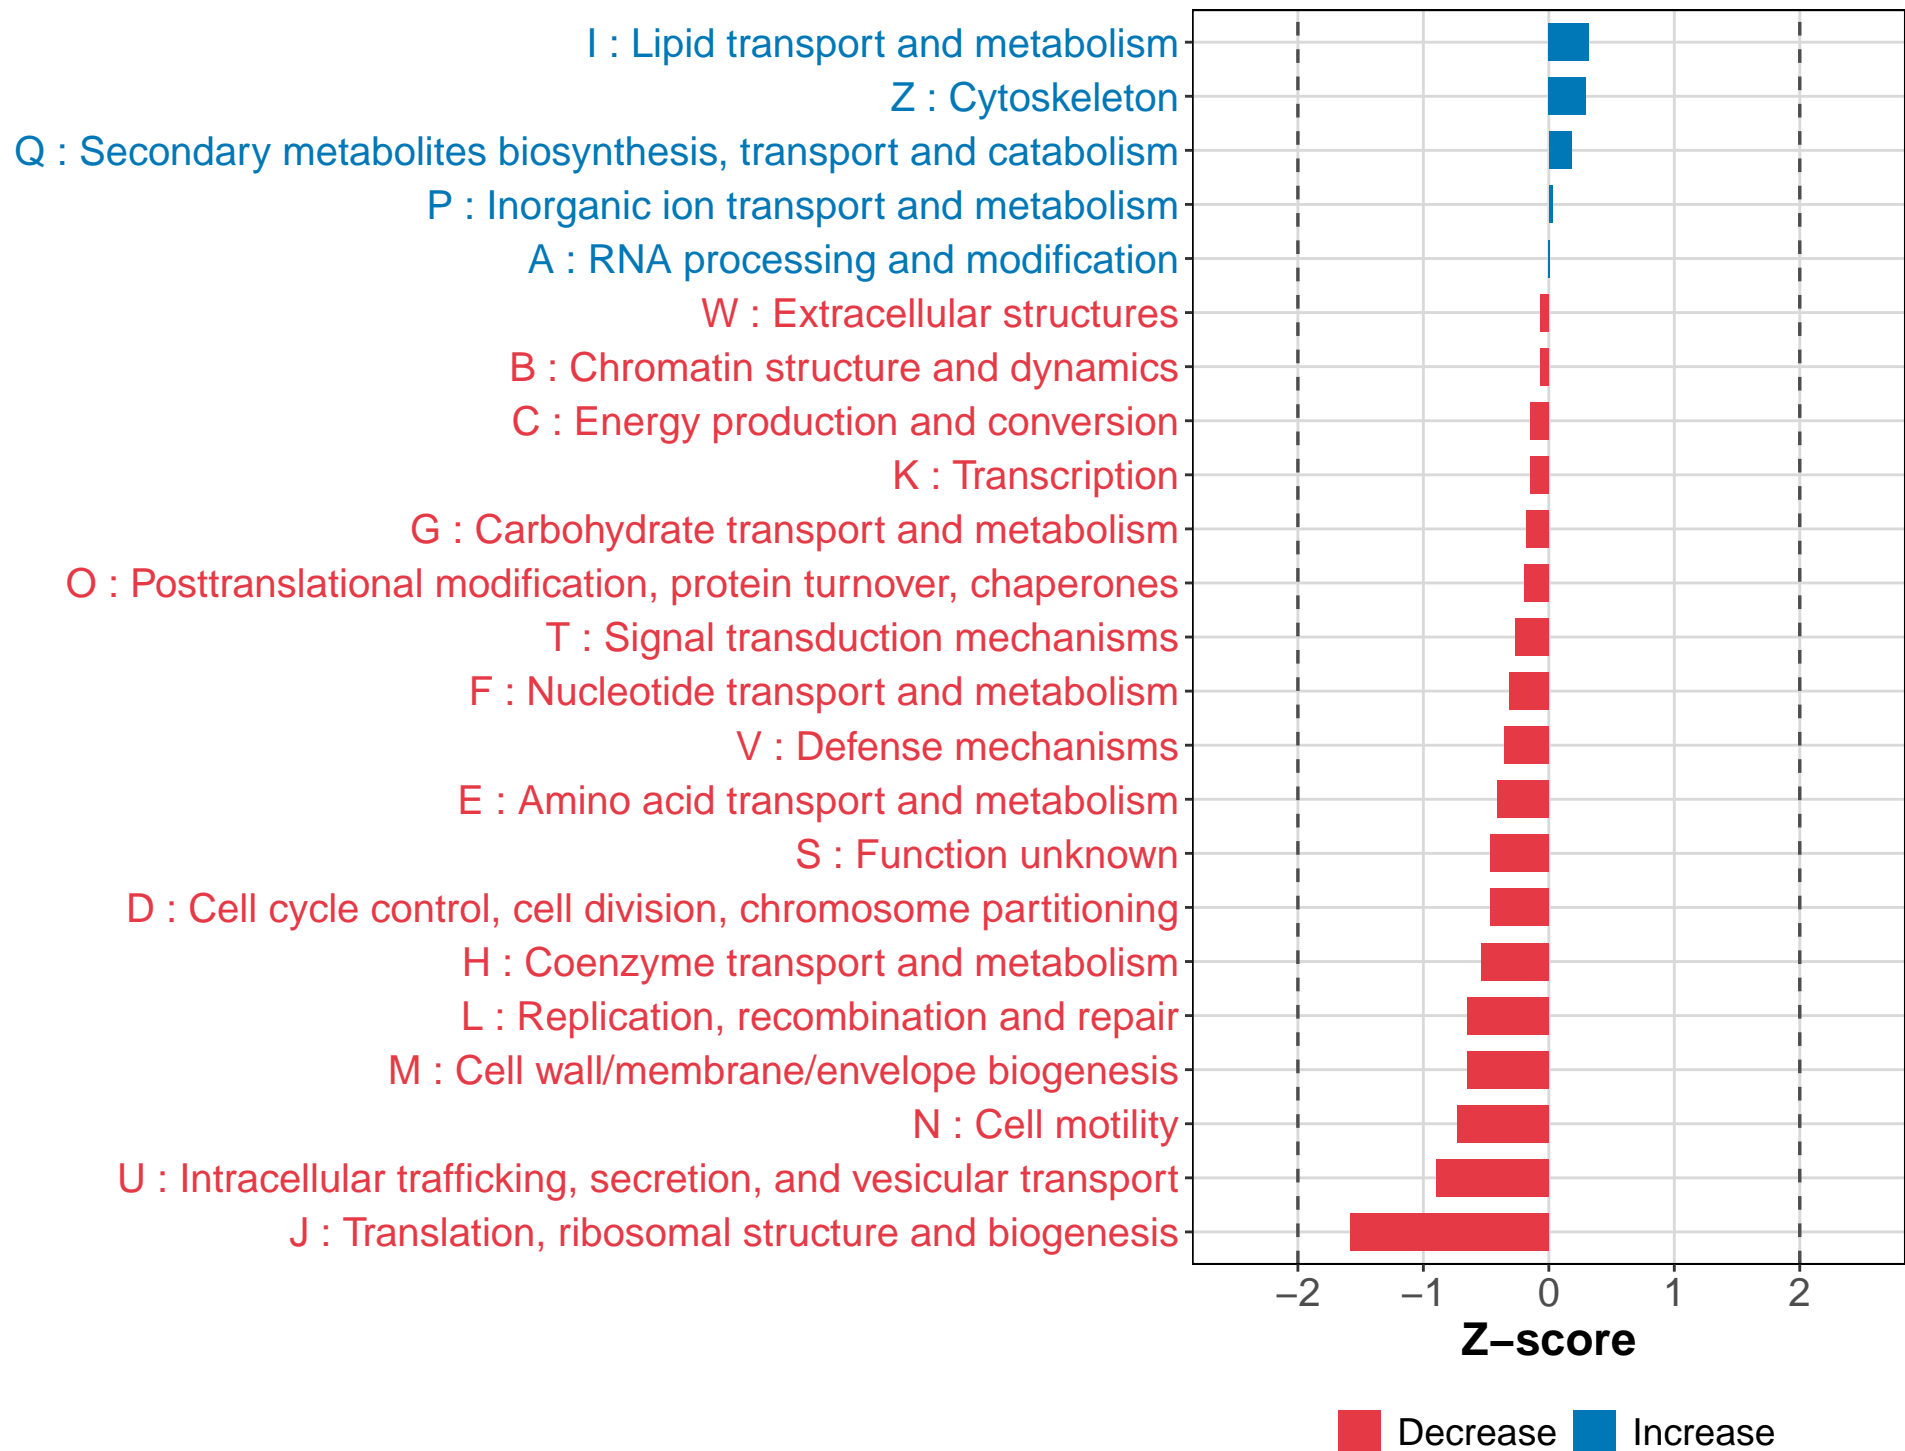 I : Lipid transport and metabolism
Z : Cytoskeleton
Q : Secondary metabolites biosynthesis, transport and catabolism
P : Inorganic ion transport and metabolism
A : RNA processing and modification
W : Extracellular structures
B : Chromatin structure and dynamics
C : Energy production and conversion
K : Transcription
G : Carbohydrate transport and metabolism
O : Posttranslational modification, protein turnover, chaperones
T : Signal transduction mechanisms
F : Nucleotide transport and metabolism
V : Defense mechanisms
E : Amino acid transport and metabolism
S : Function unknown
D : Cell cycle control, cell division, chromosome partitioning
H : Coenzyme transport and metabolism
L : Replication, recombination and repair
M : Cell wall/membrane/envelope biogenesis
N : Cell motility
U : Intracellular trafficking, secretion, and vesicular transport
J : Translation, ribosomal structure and biogenesis
−2 −1 0 1 2
Z−score
Decrease Increase